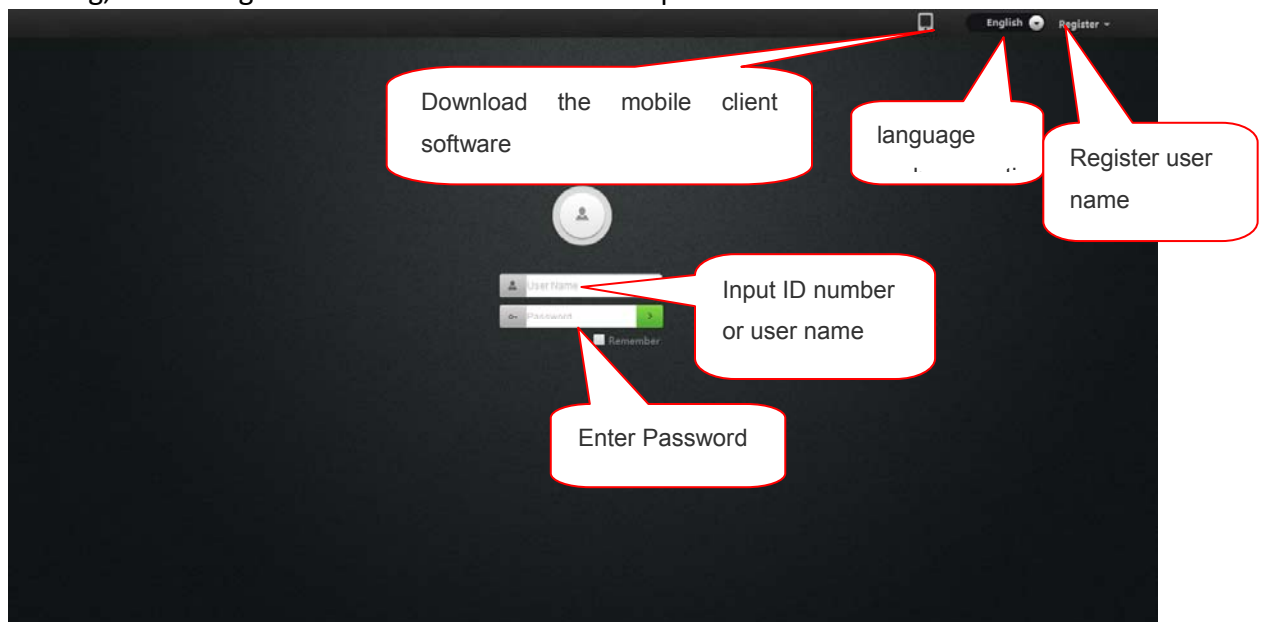 English
Register
Download the mobile client
software
language
Register user
name
User Name
Input ID number
or user name
Password
Remember
Enter Password